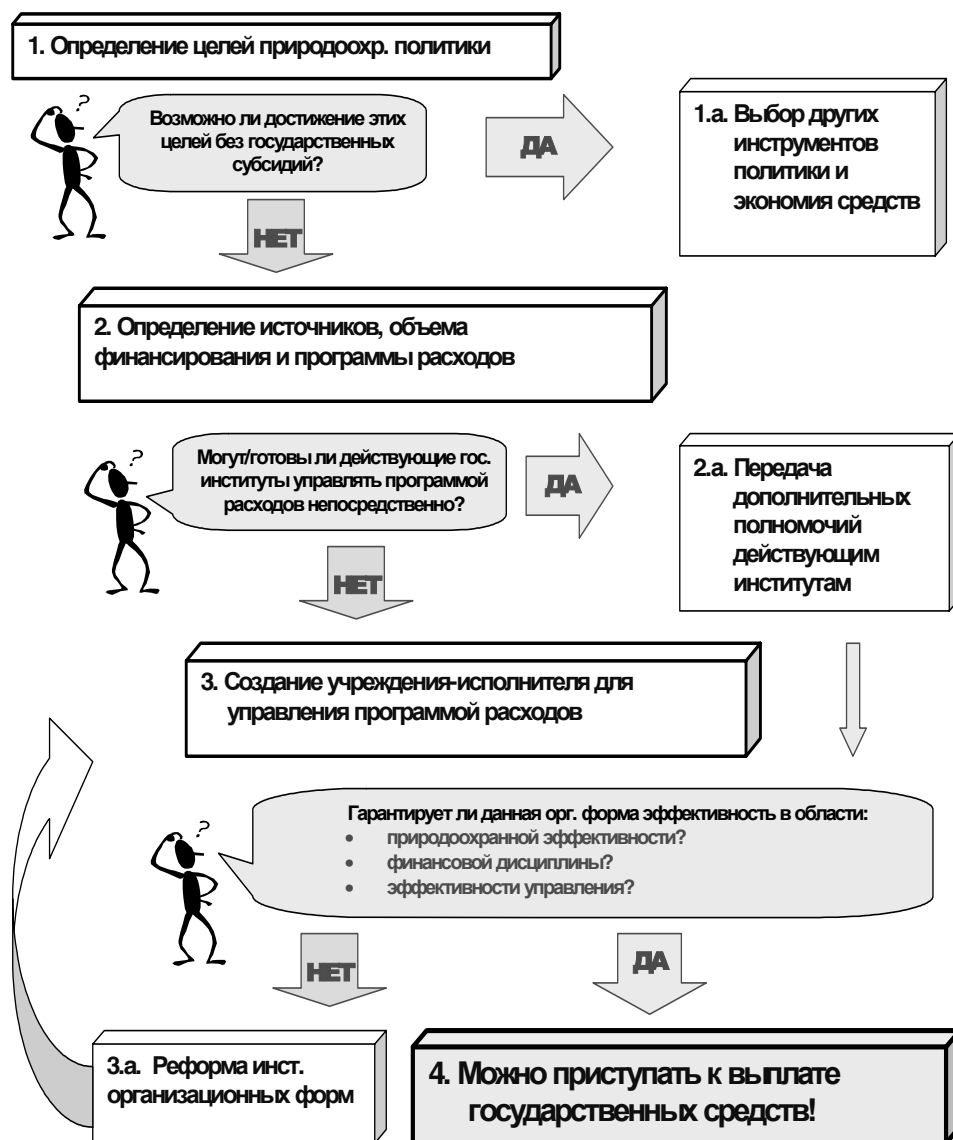 1. Определение целей природоохр. политики
?
Возможно ли достижение этих
целей без государственных
субсидий?
ДА
1.а. Выбор других
инструментов
политики и
экономия средств
НЕТ
2. Определение источников, объема
финансирования и программы расходов
?
Могут/готовы ли действующие гос.
институты управлять программой
расходов непосредственно?
ДА
2.а. Передача
дополнительных
полномочий
действующим
институтам
НЕТ
3. Создание учреждения-исполнителя для
управления программой расходов
?
Гарантирует ли данная орг. форма эффективность в области:
• природоохранной эффективности?
• финансовой дисциплины?
• эффективности управления?
НЕТ
ДА
3.а. Реформа инст.
организационных форм
4. Можно приступать к выплате
государственных средств!